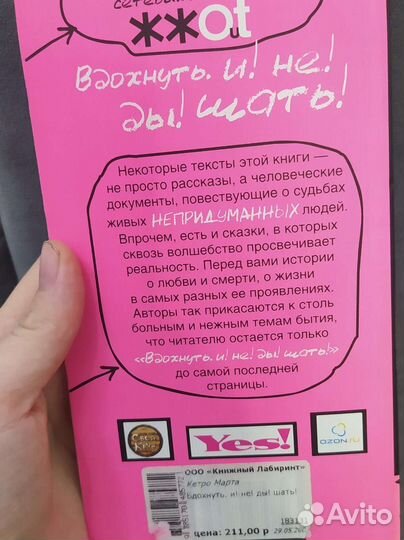 сетевы
**Out
Вдохнуть. и! не!
ды! шать!
Некоторые тексты этой книги —
не просто рассказы, а человеческие
документы, повествующие о судьбах
живых НЕПРИДУМАННЫХ людей.
Впрочем, есть и сказки, в которых
сквозь волшебство просвечивает
реальность. Перед вами истории
о любви и смерти, о жизни
в самых разных ее проявлениях.
Авторы так прикасаются к столь
больным и нежным темам бытия,
что читателю остается только
«Вдохнуть. и! не! ды! шать!»
до самой последней
страницы.
Yes!
OZON.RU
ООО «Книжный Лабиринт»
Кетро Марта
Вдохнуть. и! не! ды! шать!
цена: 211,00 р
Avito